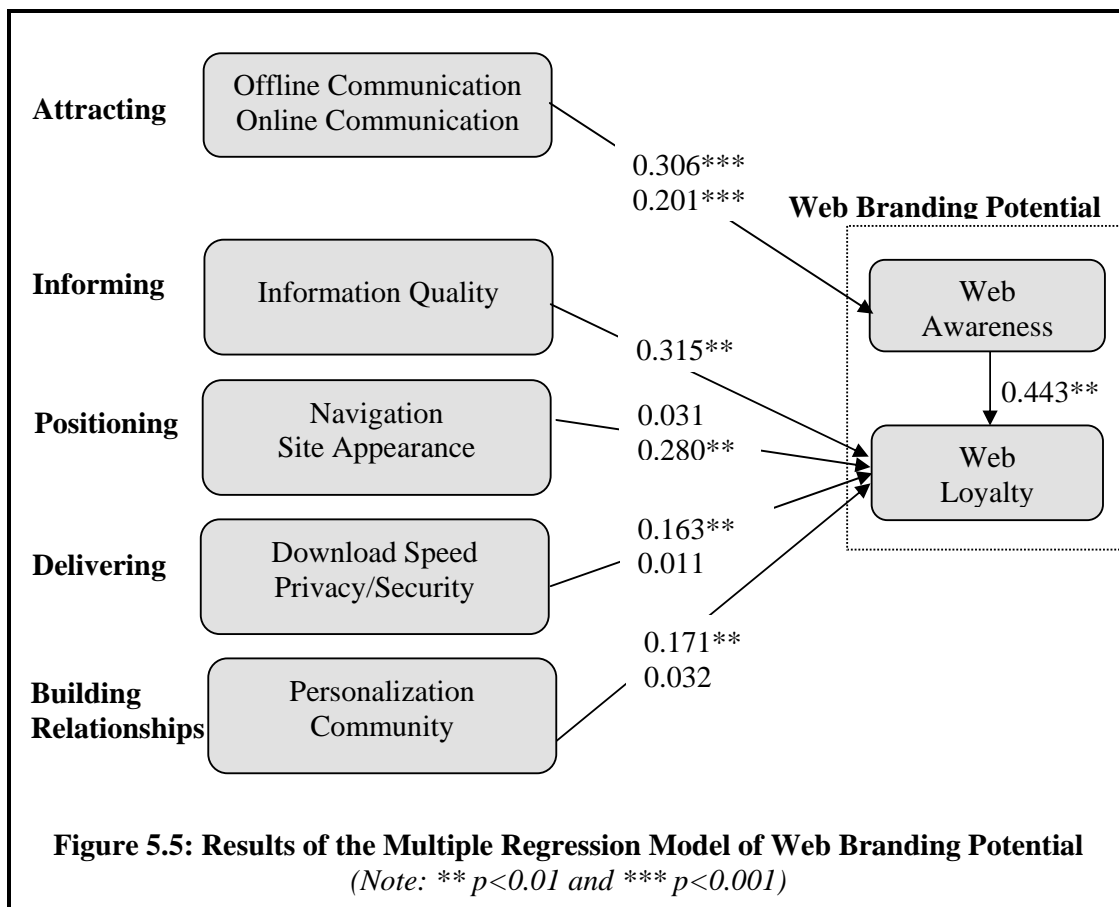 Attracting
Offline Communication
Online Communication
0.306***
0.201***
Web Branding Potential
Informing
Information Quality
0.315**
Web
Awareness
0.443**
Positioning
Navigation
Site Appearance
0.031
0.280**
Web
Loyalty
Delivering
Download Speed
Privacy/Security
0.163**
0.011
Building
Relationships
Personalization
Community
0.171**
0.032
Figure 5.5: Results of the Multiple Regression Model of Web Branding Potential
(Note: ** p<0.01 and *** p<0.001)